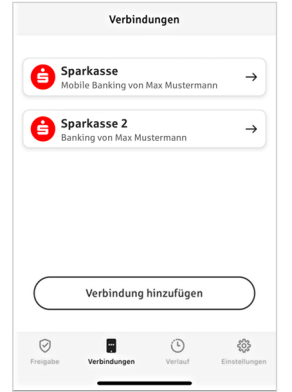 Verbindungen
Sparkasse
Mobile Banking von Max Mustermann
Sparkasse 2
Banking von Max Mustermann
Verbindung hinzufügen
Freigabe Verbindungen Verlauf Einstellungen